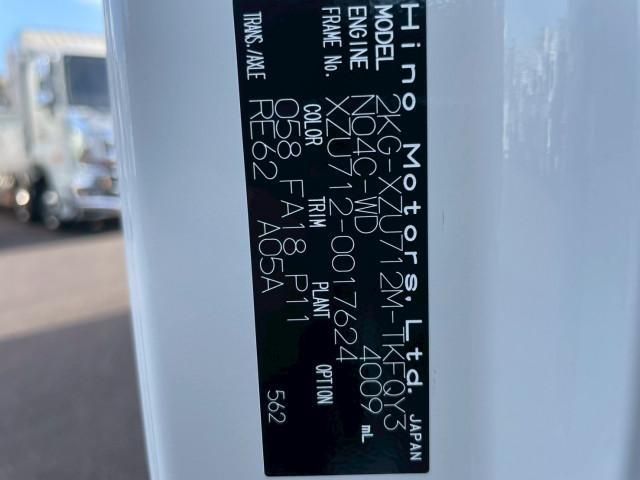 Hino Motors, Ltd. JAPAN
MODEL 2KG-XZU712M-TKFQY3
ENGINE N04C-WD 4009 mL
FRAME No. XZU712-0017624
COLOR TRIM PLANT OPTION
058 FA18 P11
TRANS./AXLE RE62 A05A 562